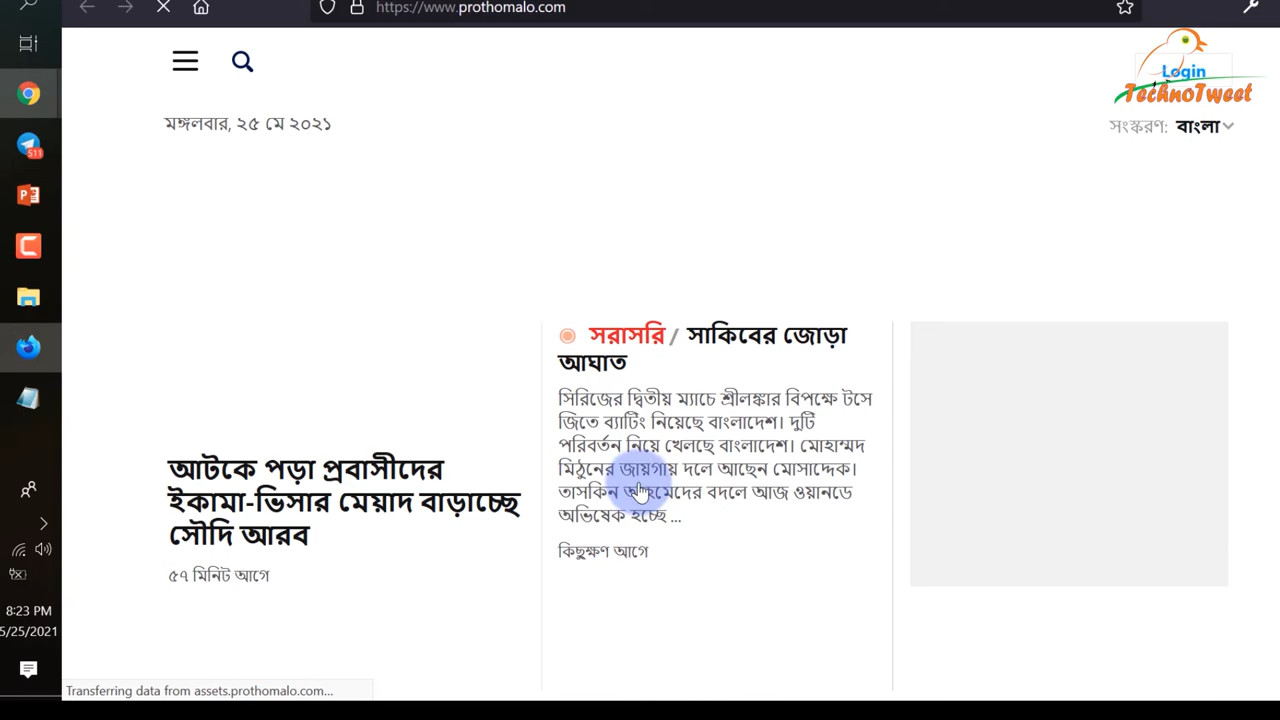 https://www.prothomalo.com
Login
TechnoTweet
মঙ্গলবার, ২৫ মে ২০২১
সংস্করণ: বাংলা
সরাসরি / সাকিবের জোড়া
আঘাত
সিরিজের দ্বিতীয় ম্যাচে শ্রীলঙ্কার বিপক্ষে টসে
জিতে ব্যাটিং নিয়েছে বাংলাদেশ। দুটি
পরিবর্তন নিয়ে খেলছে বাংলাদেশ। মোহাম্মদ
মিঠুনের জায়গায় দলে আছেন মোসাদ্দেক।
তাসকিন আহমেদের বদলে আজ ওয়ানডে
অভিষেক হচ্ছে ...
কিছুক্ষণ আগে
আটকে পড়া প্রবাসীদের
ইকামা-ভিসার মেয়াদ বাড়াচ্ছে
সৌদি আরব
৫৭ মিনিট আগে
511
8:23 PM
5/25/2021
Transferring data from assets.prothomalo.com...